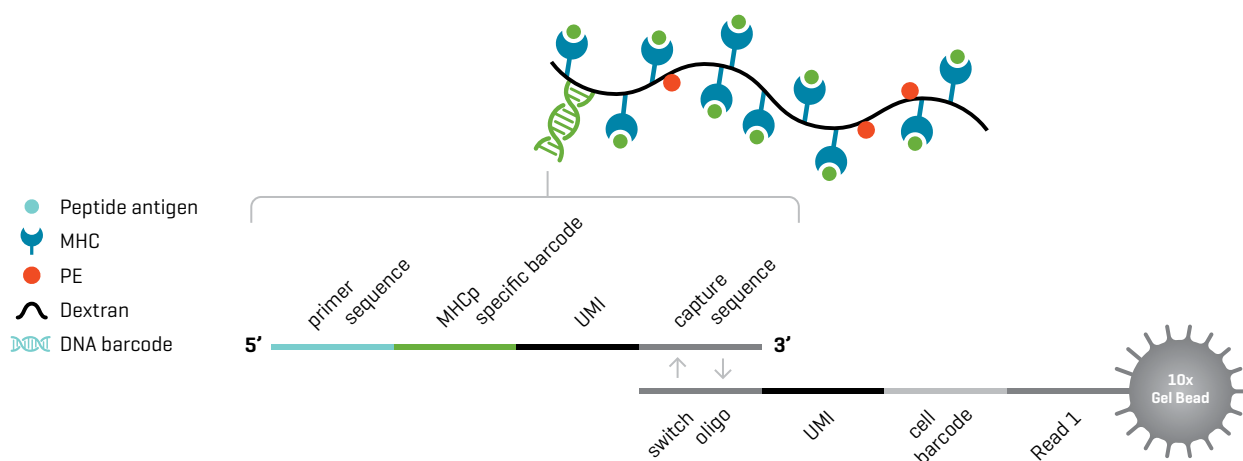 Peptide antigen
MHC
PE
Dextran
DNA barcode
primer
sequence
MHCp
specific barcode
UMI
capture
sequence
5’
3’
switch
oligo
UMI
cell
barcode
Read 1
10x
Gel Bead